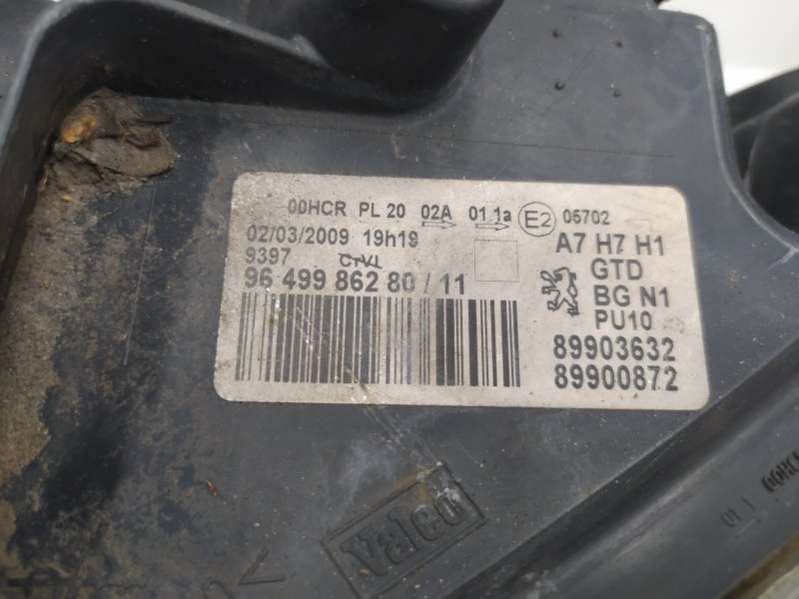 00HCR PL 20 02A 01 1a E2 05702
02/03/2009 19h19
9397 CTVL
96 499 862 80 / 11
A7 H7 H1
GTD
BG N1
PU10
89903632
89900872
Valeo